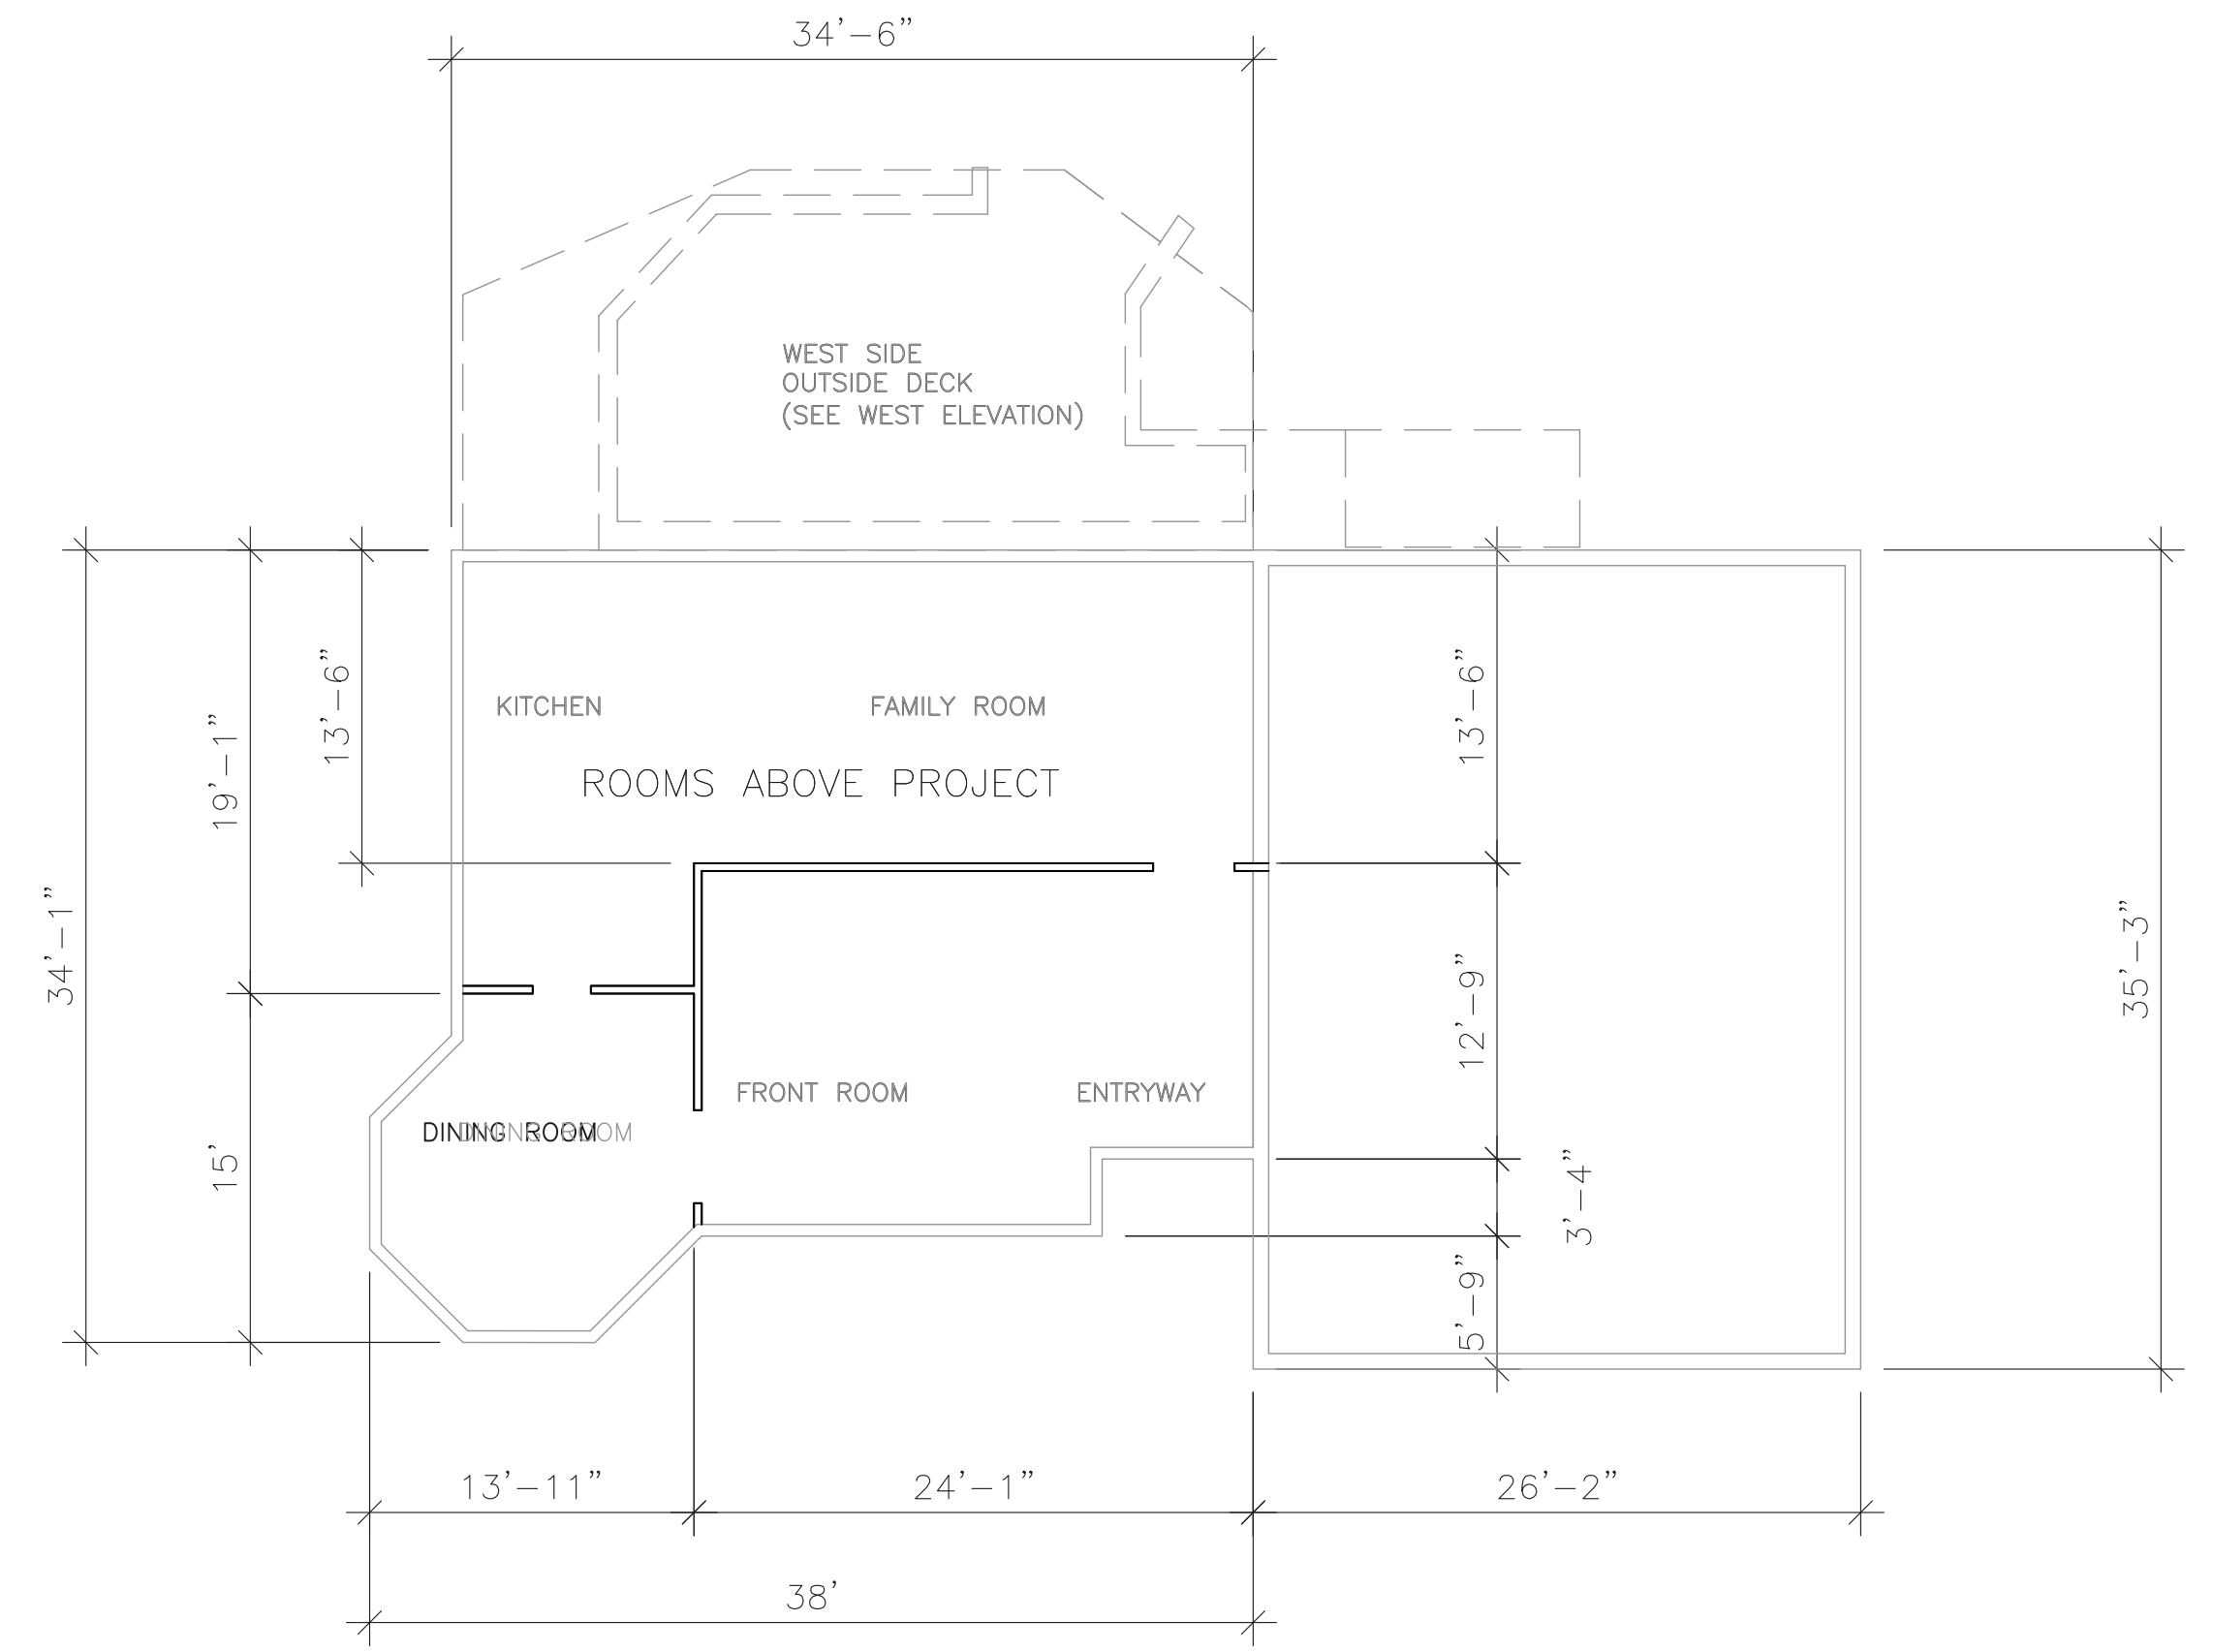 34'-6"
WEST SIDE
OUTSIDE DECK
(SEE WEST ELEVATION)
KITCHEN
FAMILY ROOM
ROOMS ABOVE PROJECT
13'-6"
19'-1"
34'-1"
15'
13'-6"
12'-9"
3'-4"
5'-9"
35'-3"
FRONT ROOM
ENTRYWAY
DINING ROOM
DINING ROOM
13'-11"
24'-1"
26'-2"
38'